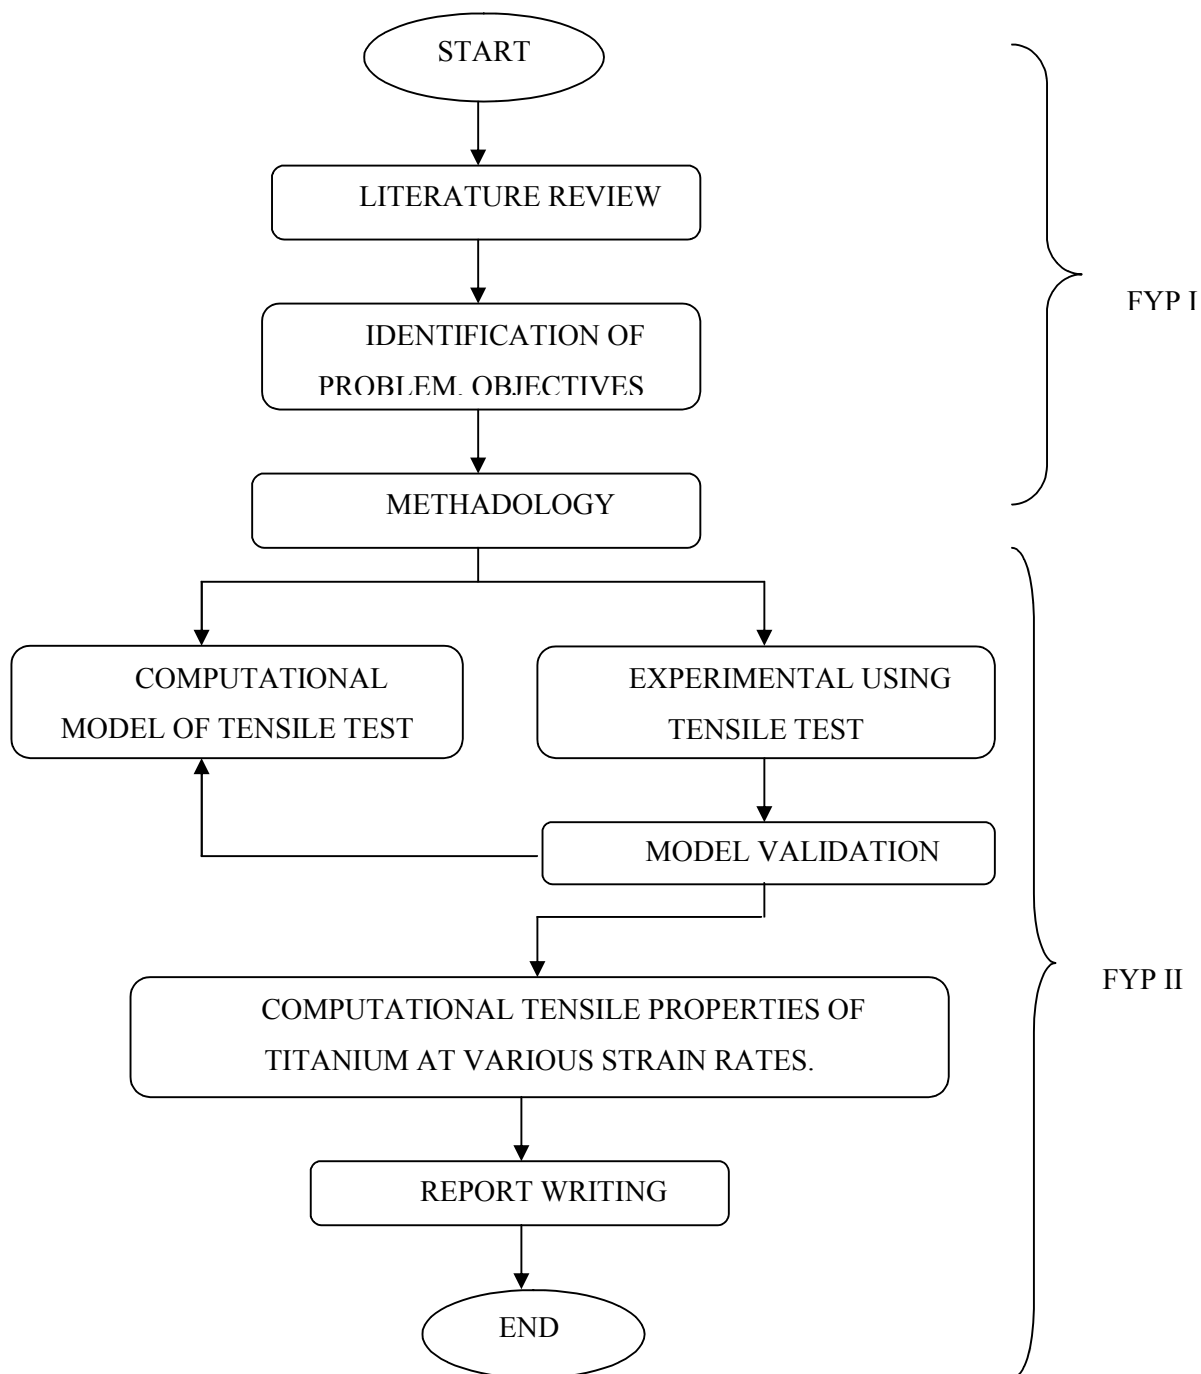 START
LITERATURE REVIEW
FYP I
IDENTIFICATION OF
PROBLEM, OBJECTIVES
METHADOLOGY
COMPUTATIONAL
MODEL OF TENSILE TEST
EXPERIMENTAL USING
TENSILE TEST
MODEL VALIDATION
FYP II
COMPUTATIONAL TENSILE PROPERTIES OF
TITANIUM AT VARIOUS STRAIN RATES.
REPORT WRITING
END